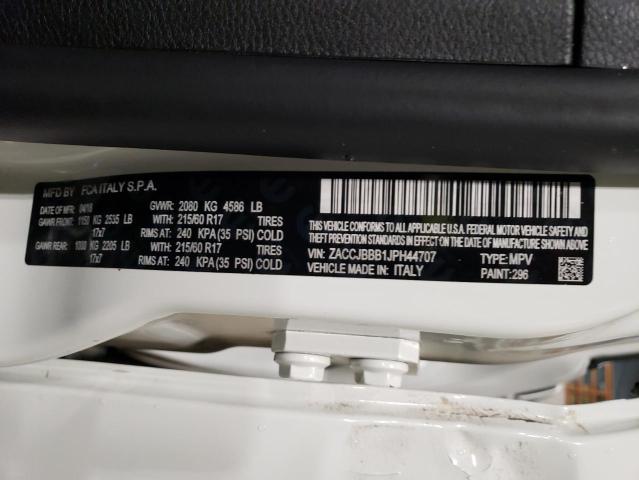 MFD BY FCA ITALY S.P.A.
DATE OF MFR: 04/18 GVWR: 2080 KG 4586 LB
GAWR FRONT: 1150 KG 2535 LB WITH: 215/60 R17 TIRES
17x7 RIMS AT: 240 KPA (35 PSI) COLD
GAWR REAR: 1000 KG 2205 LB WITH: 215/60 R17 TIRES
17x7 RIMS AT: 240 KPA (35 PSI) COLD
THIS VEHICLE CONFORMS TO ALL APPLICABLE U.S.A. FEDERAL MOTOR VEHICLE
SAFETY, BUMPER, AND THEFT PREVENTION STANDARDS IN EFFECT ON THE DATE
OF MANUFACTURE SHOWN ABOVE.
VIN: ZACCJBBB1JPH44707 TYPE: MPV
VEHICLE MADE IN: ITALY PAINT: 296